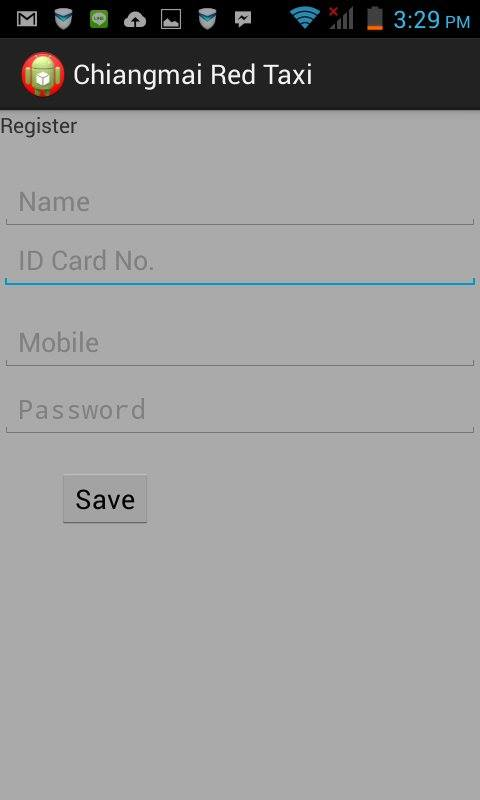 3:29 PM
Chiangmai Red Taxi
Register
Name
ID Card No.
Mobile
Password
Save